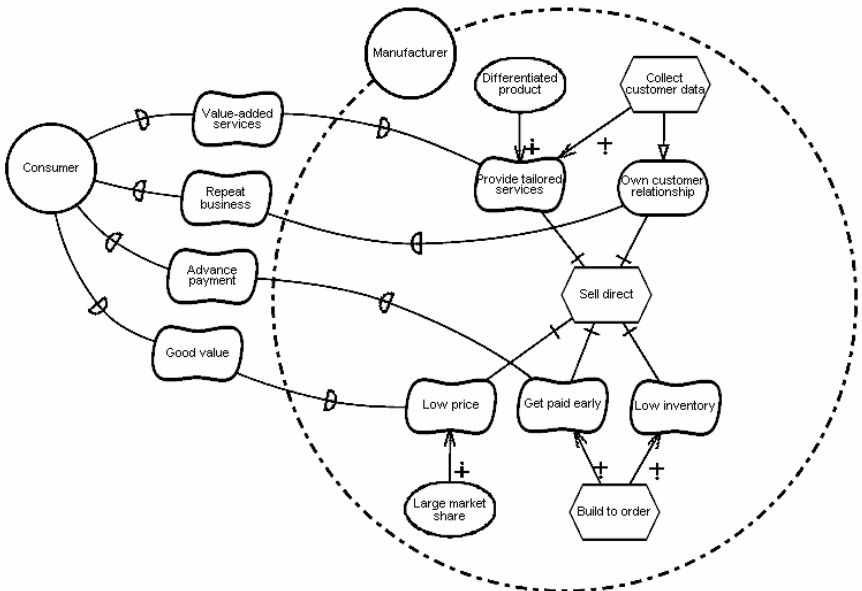 Manufacturer
Differentiated
product
Collect
customer data
Value-added
services
Consumer
Provide tailored
services
Own customer
relationship
Repeat
business
Advance
payment
Sell direct
Good value
Low price
Get paid early
Low inventory
Large market
share
Build to order